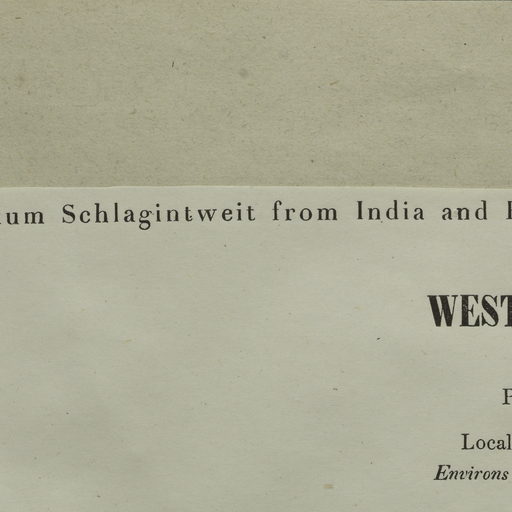 um Schlagintweit from India and
WEST
Local
Environs